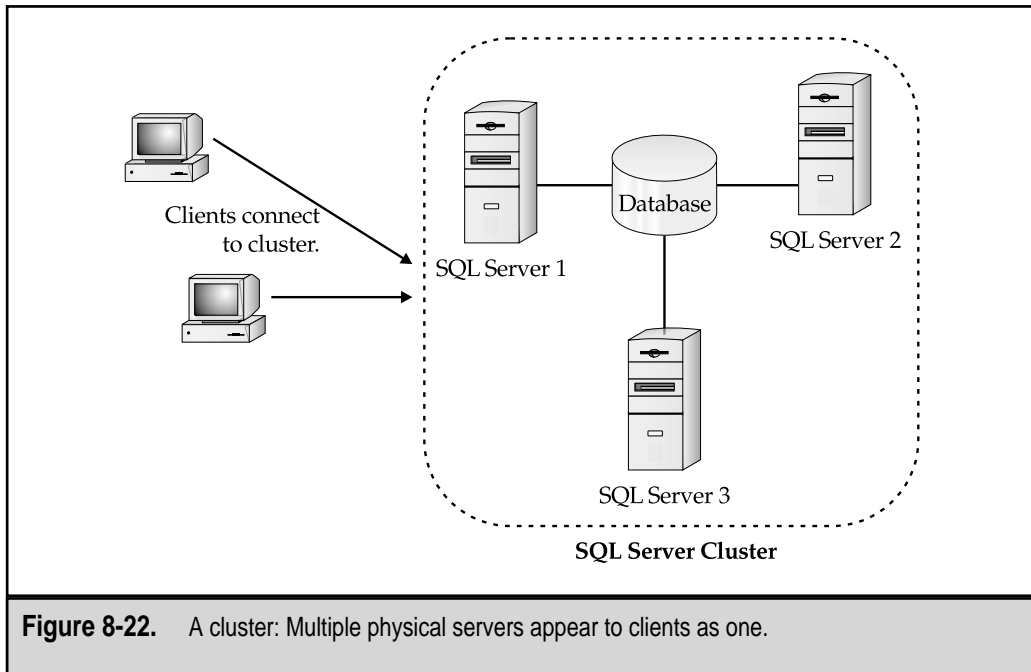 Clients connect
to cluster.
SQL Server 1
Database
SQL Server 2
SQL Server 3
SQL Server Cluster
Figure 8-22. A cluster: Multiple physical servers appear to clients as one.